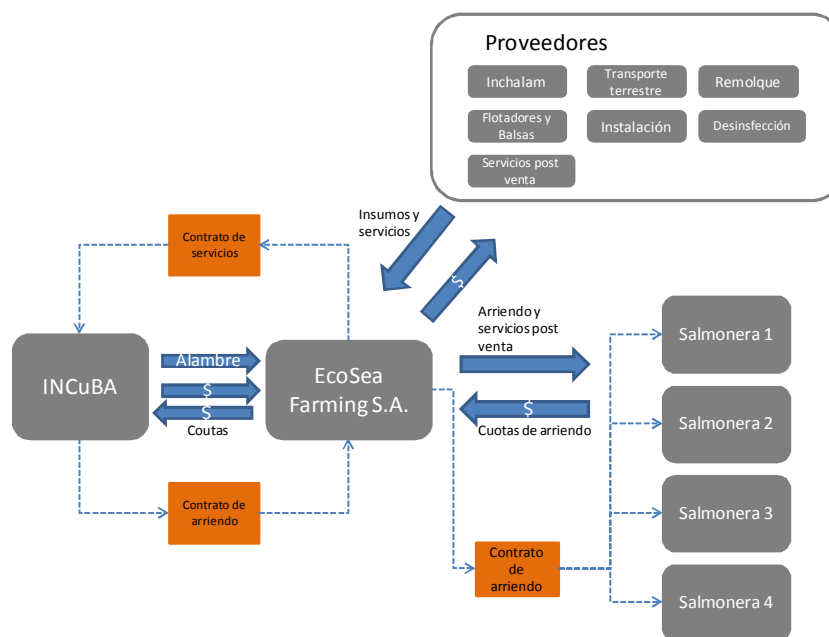 Proveedores
Inchalam
Transporte
terrestre
Remolque
Flotadores y
Balsas
Instalación
Desinsfección
Servicios post
venta
Insumos y
servicios
$
Contrato de
servicios
Arriendo y
servicios post
venta
INCuBA
Alambre
$
$
Coutas
EcoSea
Farming S.A.
$
Cuotas de arriendo
Contrato de
arriendo
Contrato
de
arriendo
Salmonera 1
Salmonera 2
Salmonera 3
Salmonera 4